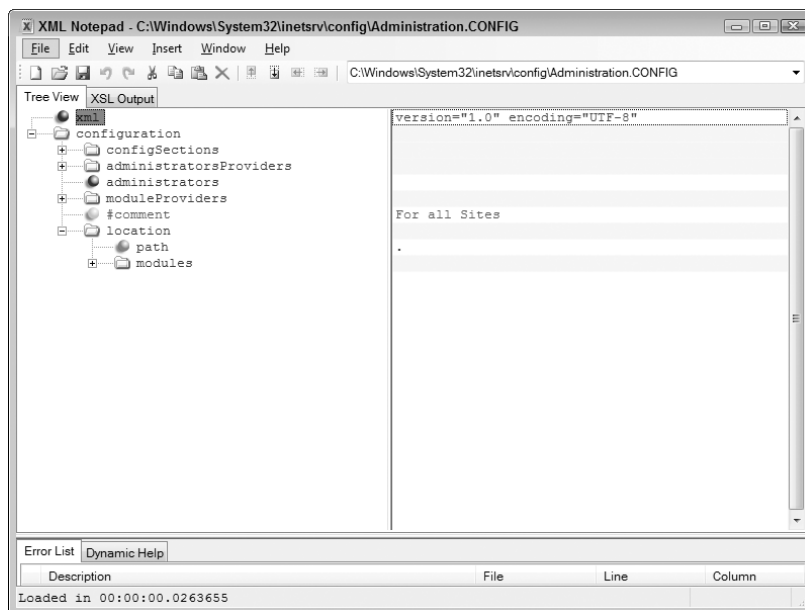 XML Notepad - C:\Windows\System32\inetsrv\config\Administration.CONFIG
File Edit View Insert Window Help
C:\Windows\System32\inetsrv\config\Administration.CONFIG
Tree View XSL Output
xml version="1.0" encoding="UTF-8"
configuration
configSections
administratorsProviders
administrators
moduleProviders
#comment For all Sites
location
path .
modules
Error List Dynamic Help
Description File Line Column
Loaded in 00:00:00.0263655